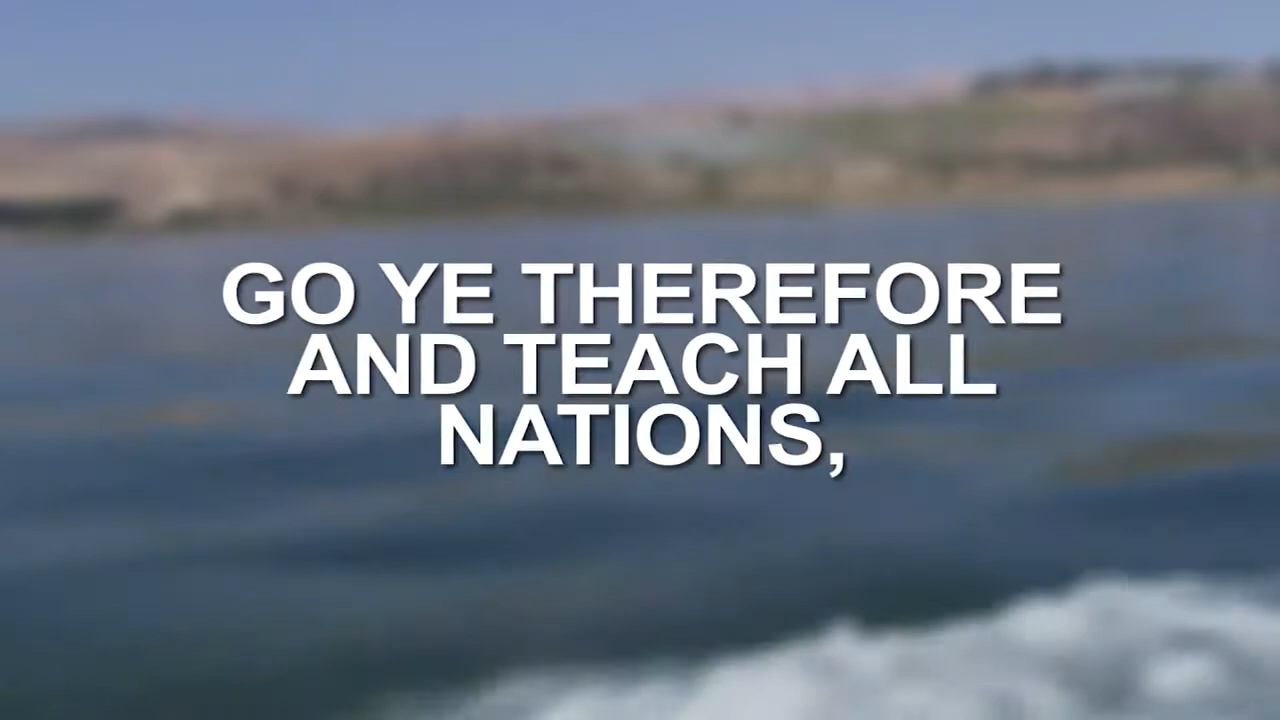 GO YE THEREFORE
AND TEACH ALL
NATIONS,